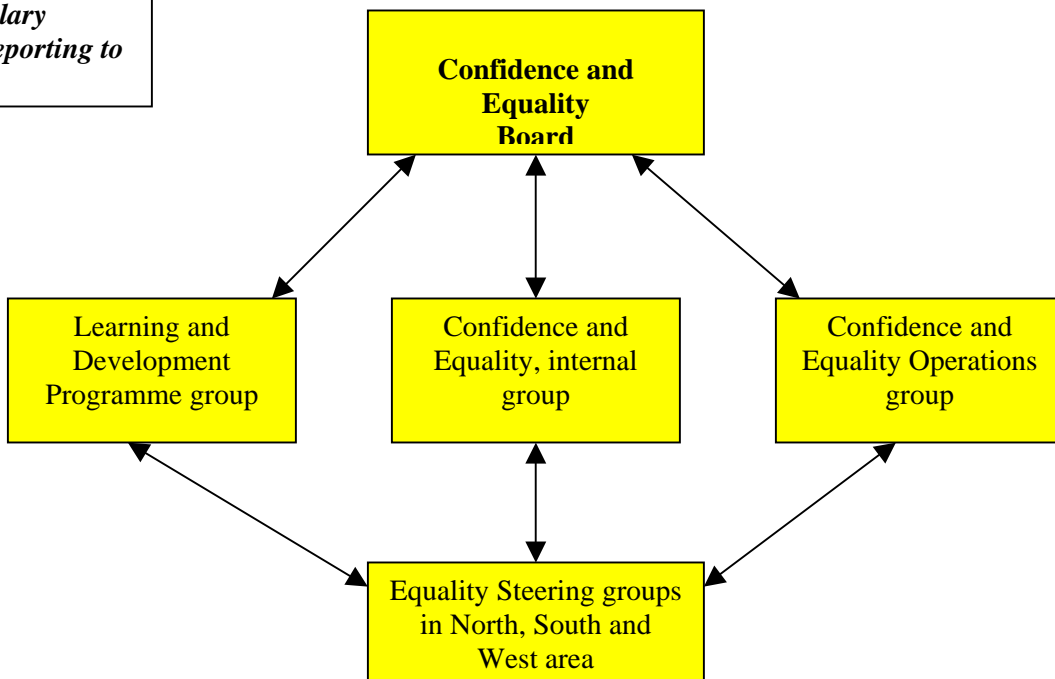 lary
eporting to
Confidence and
Equality
Board
Learning and
Development
Programme group
Confidence and
Equality, internal
group
Confidence and
Equality Operations
group
Equality Steering groups
in North, South and
West area